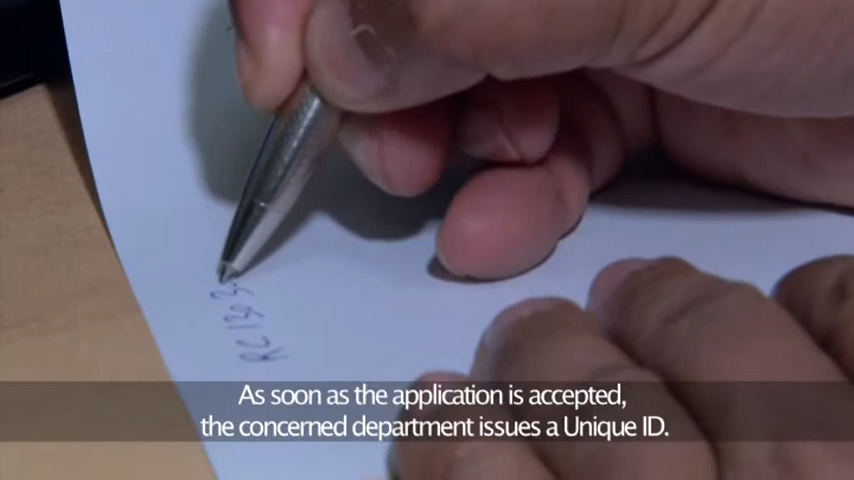 As soon as the application is accepted,
the concerned department issues a Unique ID.